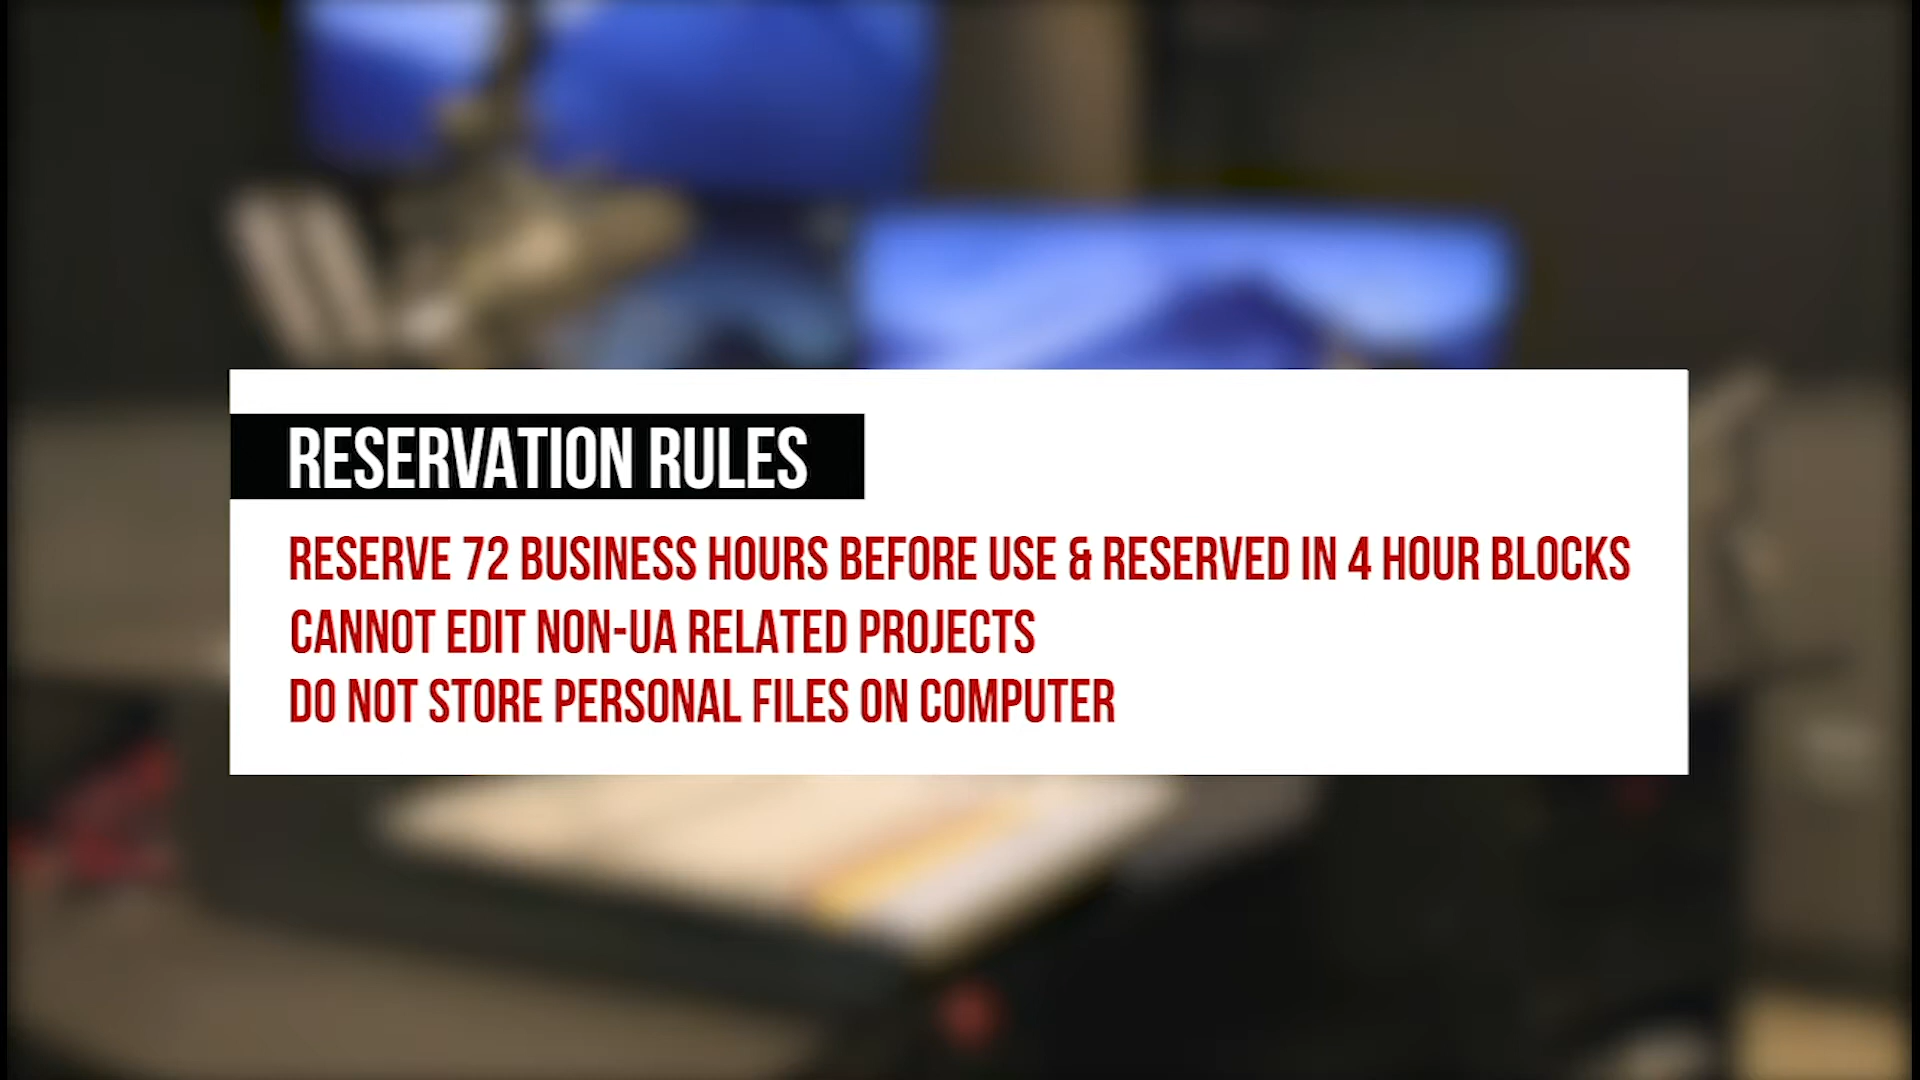 RESERVATION RULES
RESERVE 72 BUSINESS HOURS BEFORE USE & RESERVED IN 4 HOUR BLOCKS
CANNOT EDIT NON-UA RELATED PROJECTS
DO NOT STORE PERSONAL FILES ON COMPUTER